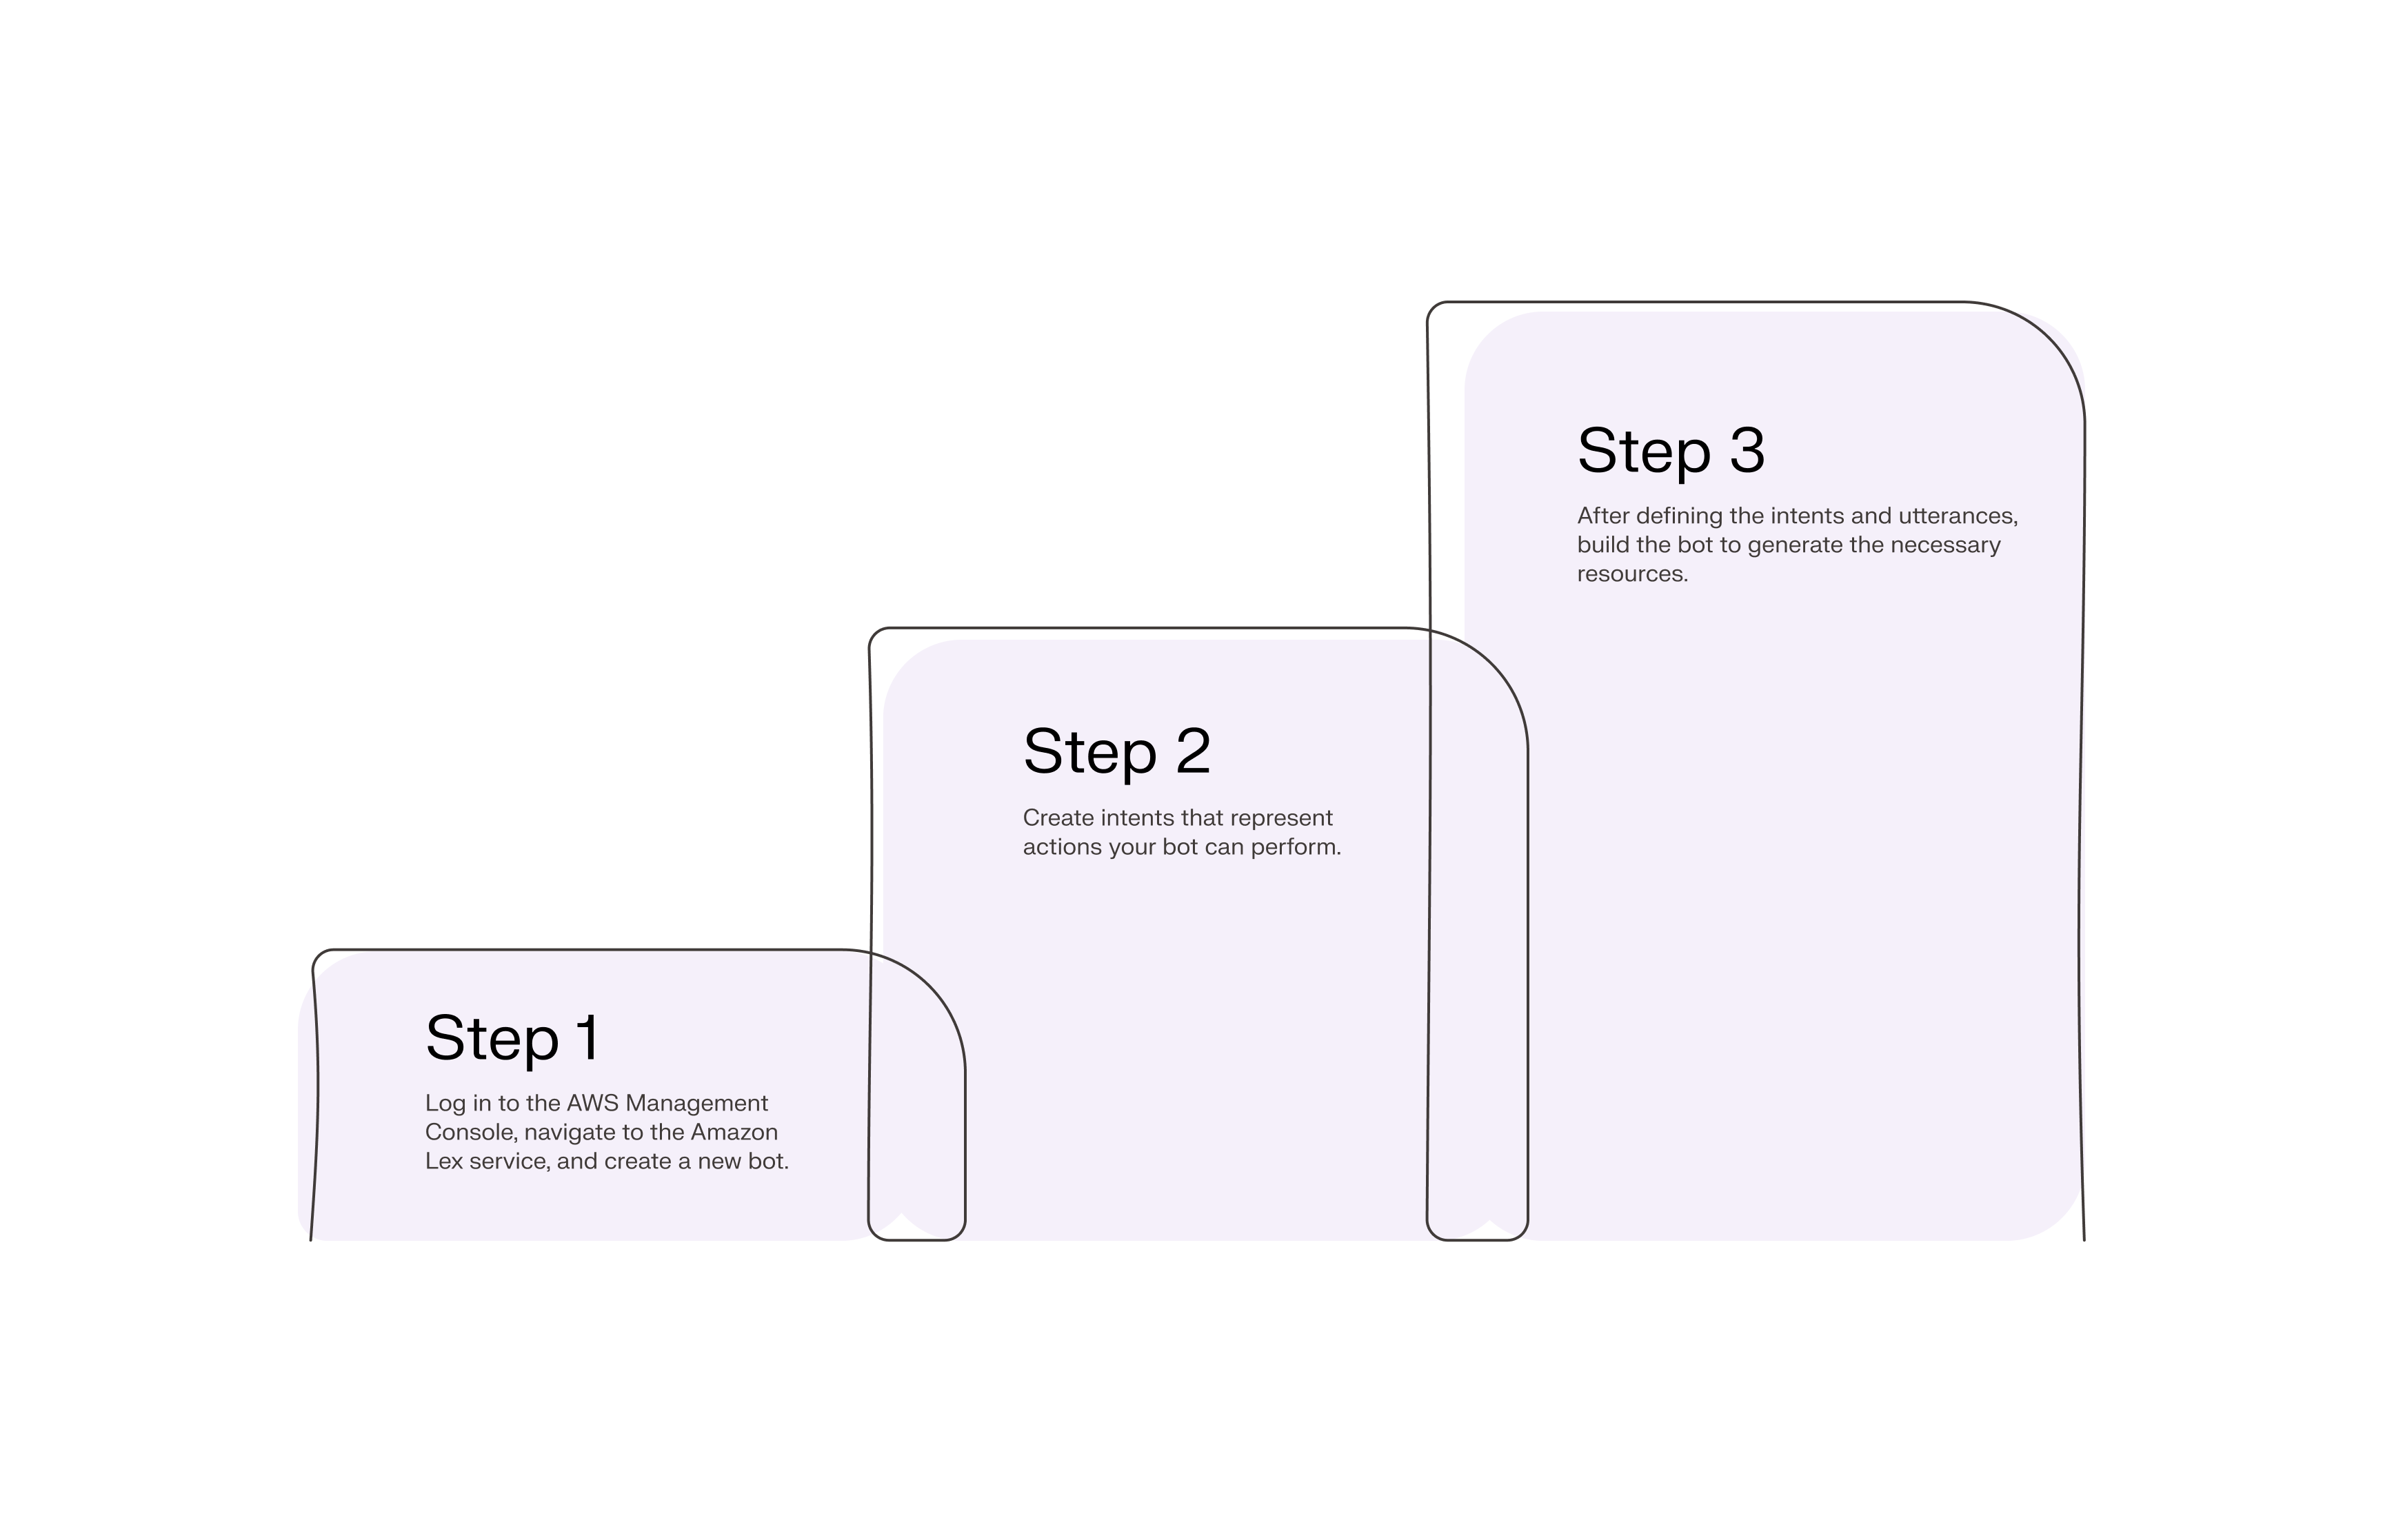 Step 1
Log in to the AWS Management
Console, navigate to the Amazon
Lex service, and create a new bot.
Step 2
Create intents that represent
actions your bot can perform.
Step 3
After defining the intents and utterances,
build the bot to generate the necessary
resources.